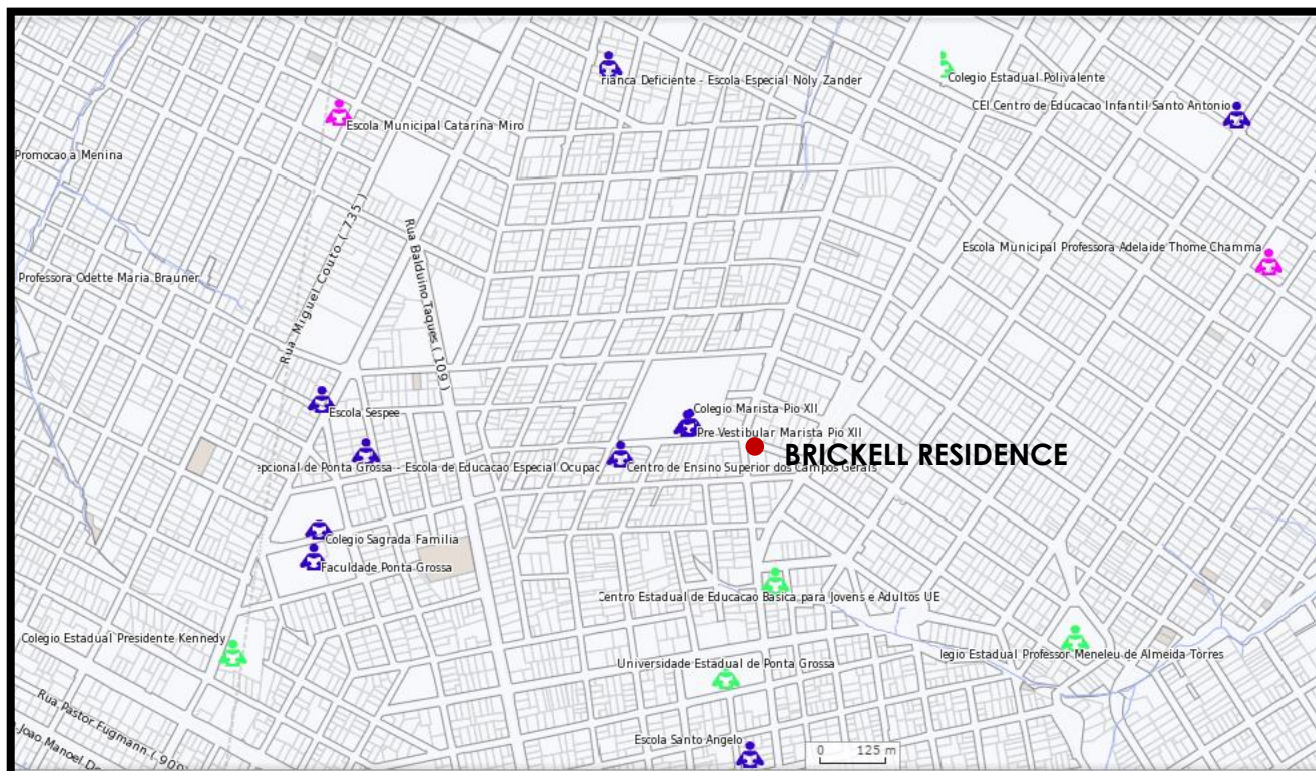 rianca Deficiente - Escola Especial Noly Zander
Colegio Estadual Polivalente
CEI Centro de Educacao Infantil Santo Antonio
Escola Municipal Catarina Miro
Promocao a Menina
Rua Miguel Couto ( 735 )
Rua Balduino Taques ( 109 )
Escola Municipal Professora Adelaide Thome Chamma
Professora Odette Maria Brauner
Colegio Marista Pio XII
Escola Sespee
Pre Vestibular Marista Pio XII
BRICKELL RESIDENCE
epcional de Ponta Grossa - Escola de Educacao Especial Ocupac
Centro de Ensino Superior dos Campos Gerais
Colegio Sagrada Familia
Faculdade Ponta Grossa
Centro Estadual de Educacao Basica para Jovens e Adultos UE
Colegio Estadual Presidente Kennedy
legio Estadual Professor Meneleu de Almeida Torres
Universidade Estadual de Ponta Grossa
Rua Pastor Fugmann ( 900
Joao Manoel
Escola Santo Angelo
0 125 m